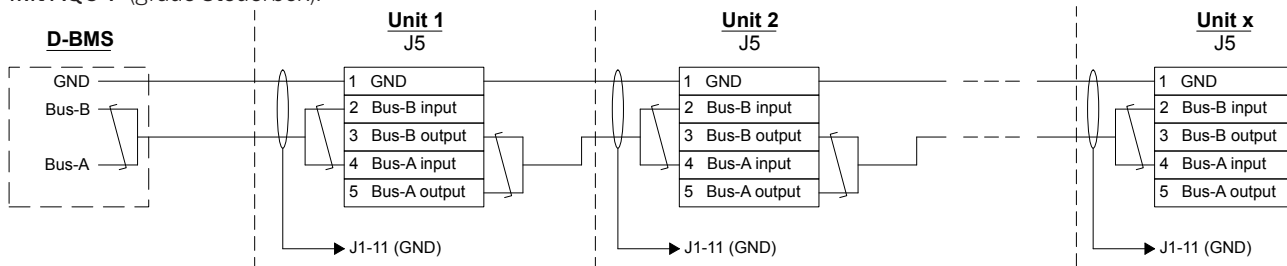 (graue Steuerbox):
D-BMS
GND
Bus-B
Bus-A
Unit 1
J5
1 GND
2 Bus-B input
3 Bus-B output
4 Bus-A input
5 Bus-A output
J1-11 (GND)
Unit 2
J5
1 GND
2 Bus-B input
3 Bus-B output
4 Bus-A input
5 Bus-A output
J1-11 (GND)
Unit x
J5
1 GND
2 Bus-B input
3 Bus-B output
4 Bus-A input
5 Bus-A output
J1-11 (GND)